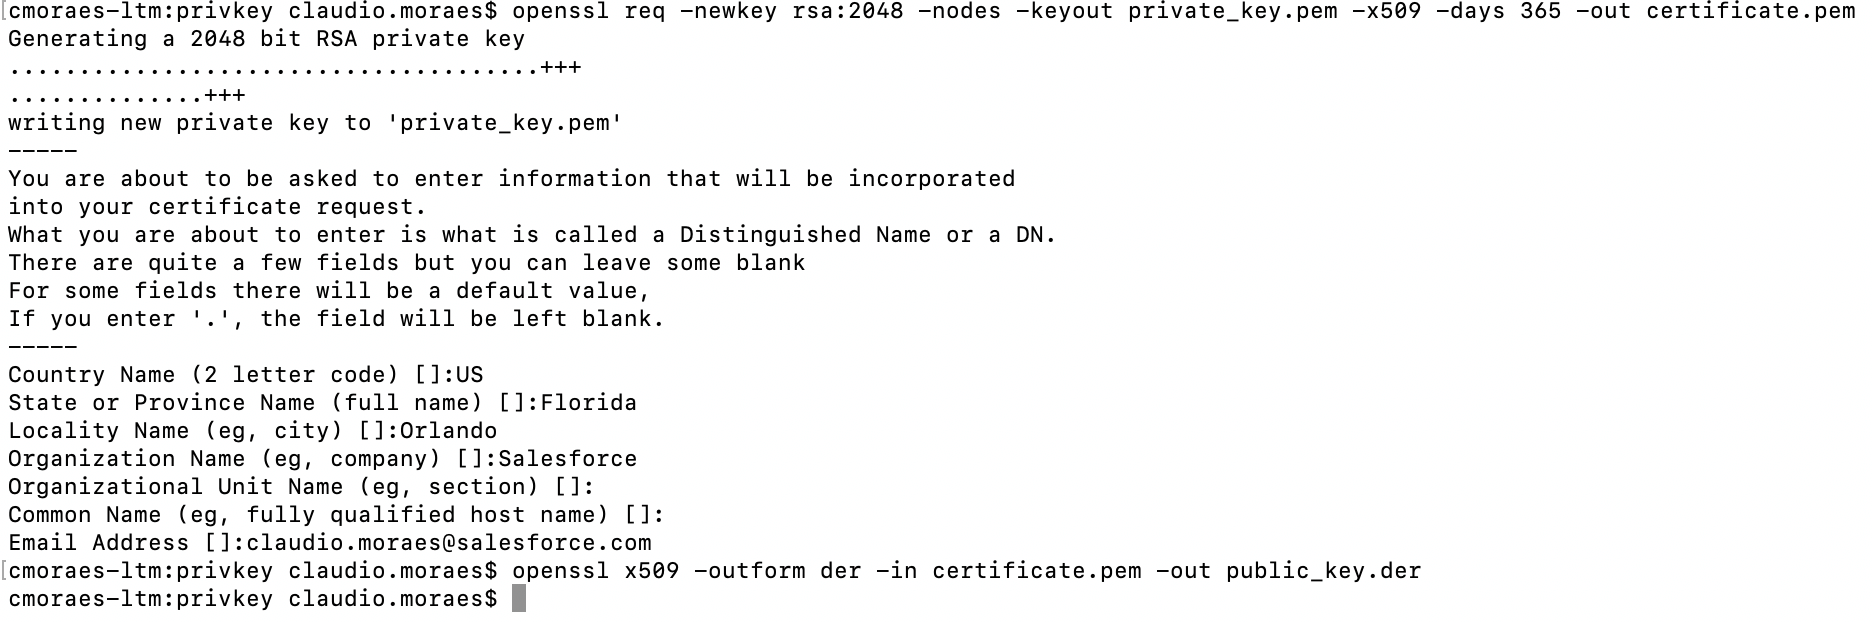 [cmoraes-ltm:privkey claudio.moraes$ openssl req -newkey rsa:2048 -nodes -keyout private_key.pem -x509 -days 365 -out certificate.pem
Generating a 2048 bit RSA private key
......................................+++
..............+++
writing new private key to 'private_key.pem'
-----
You are about to be asked to enter information that will be incorporated
into your certificate request.
What you are about to enter is what is called a Distinguished Name or a DN.
There are quite a few fields but you can leave some blank
For some fields there will be a default value,
If you enter '.', the field will be left blank.
-----
Country Name (2 letter code) []:US
State or Province Name (full name) []:Florida
Locality Name (eg, city) []:Orlando
Organization Name (eg, company) []:Salesforce
Organizational Unit Name (eg, section) []:
Common Name (eg, fully qualified host name) []:
Email Address []:claudio.moraes@salesforce.com
[cmoraes-ltm:privkey claudio.moraes$ openssl x509 -outform der -in certificate.pem -out public_key.der
cmoraes-ltm:privkey claudio.moraes$